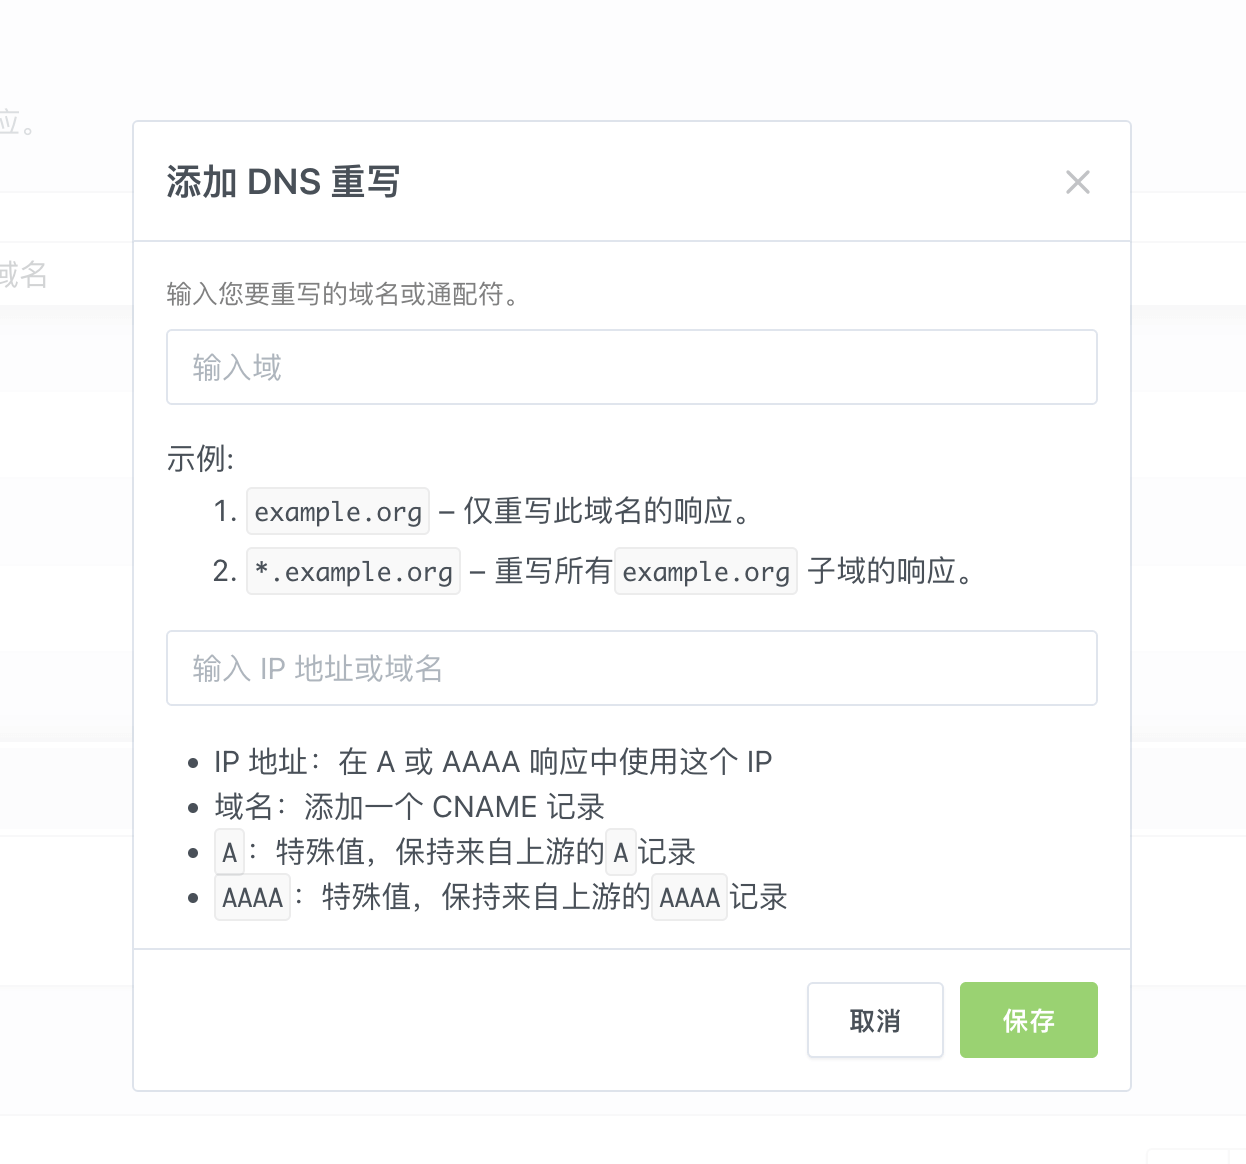 应。
添加 DNS 重写
域名
输入您要重写的域名或通配符。
输入域
示例:
1. example.org – 仅重写此域名的响应。
2. *.example.org – 重写所有 example.org 子域的响应。
输入 IP 地址或域名
• IP 地址：在 A 或 AAAA 响应中使用这个 IP
• 域名：添加一个 CNAME 记录
• A：特殊值，保持来自上游的 A 记录
• AAAA：特殊值，保持来自上游的 AAAA 记录
取消 保存